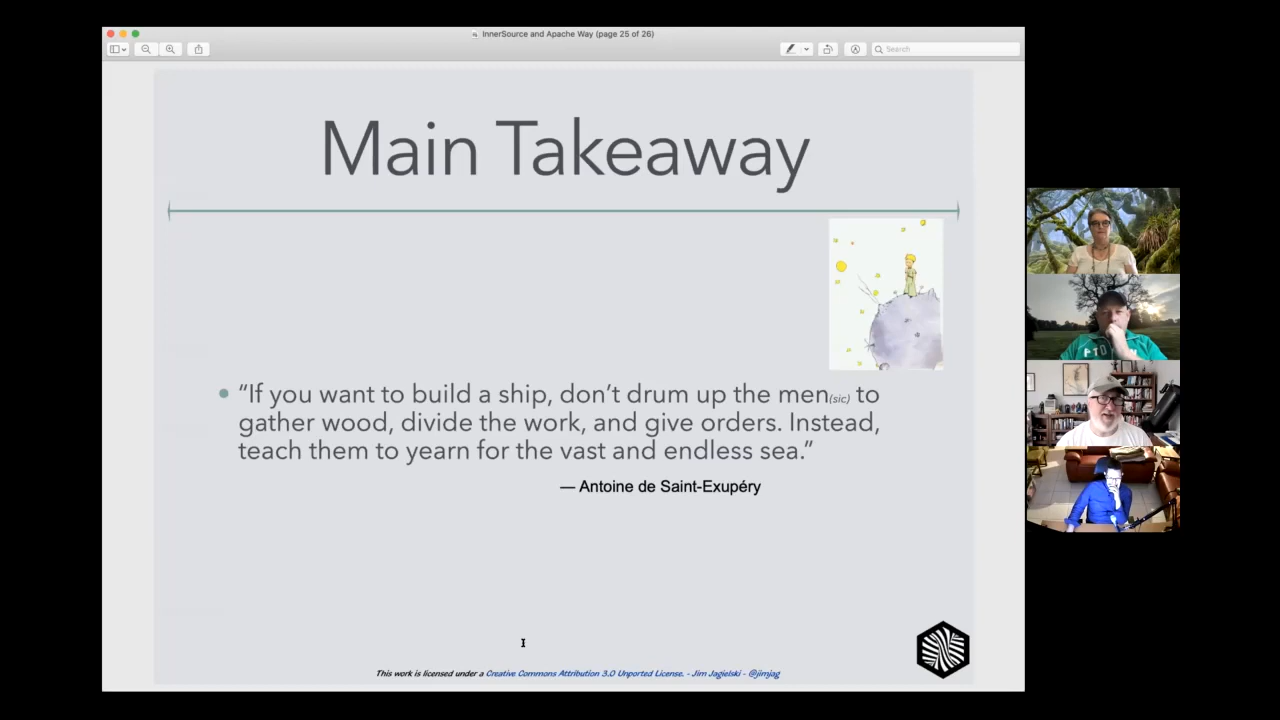 InnerSource and Apache Way (page 25 of 26)
Search
Main Takeaway
“If you want to build a ship, don’t drum up the men(sic) to
gather wood, divide the work, and give orders. Instead,
teach them to yearn for the vast and endless sea.”
— Antoine de Saint-Exupéry
This work is licensed under a Creative Commons Attribution 3.0 Unported License. - Jim Jagielski - @jimjag
PTO